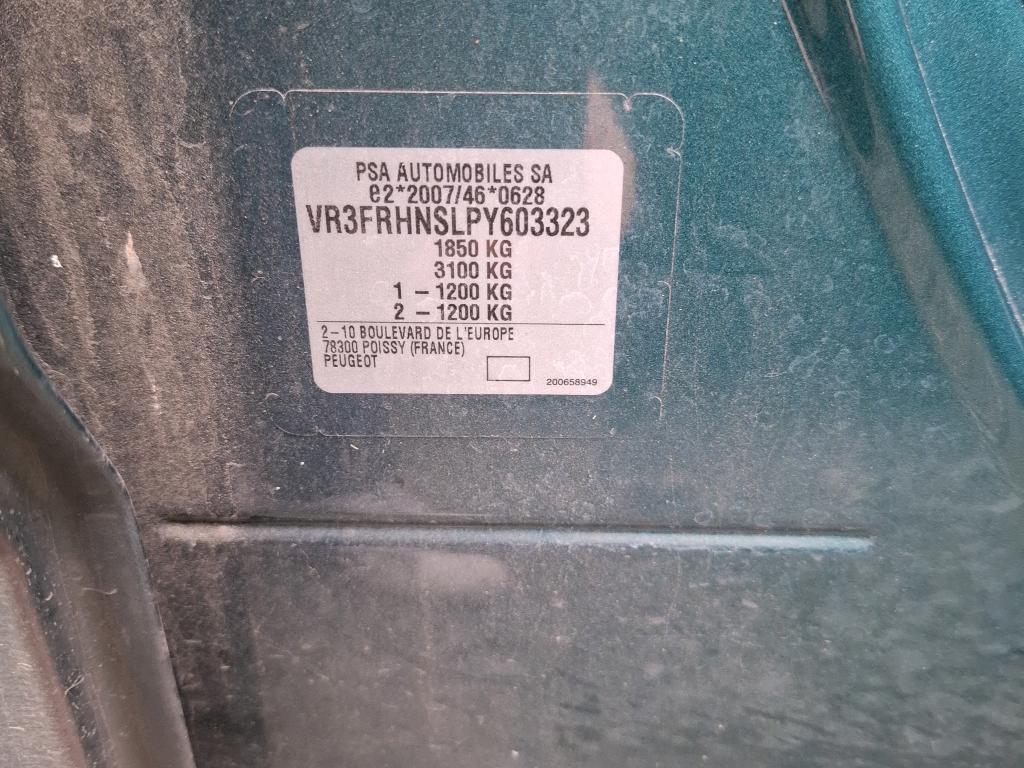 PSA AUTOMOBILES SA
e2*2007/46*0628
VR3FRHNSLPY603323
1850 KG
3100 KG
1 – 1200 KG
2 – 1200 KG
2–10 BOULEVARD DE L'EUROPE
78300 POISSY (FRANCE)
PEUGEOT
200658949